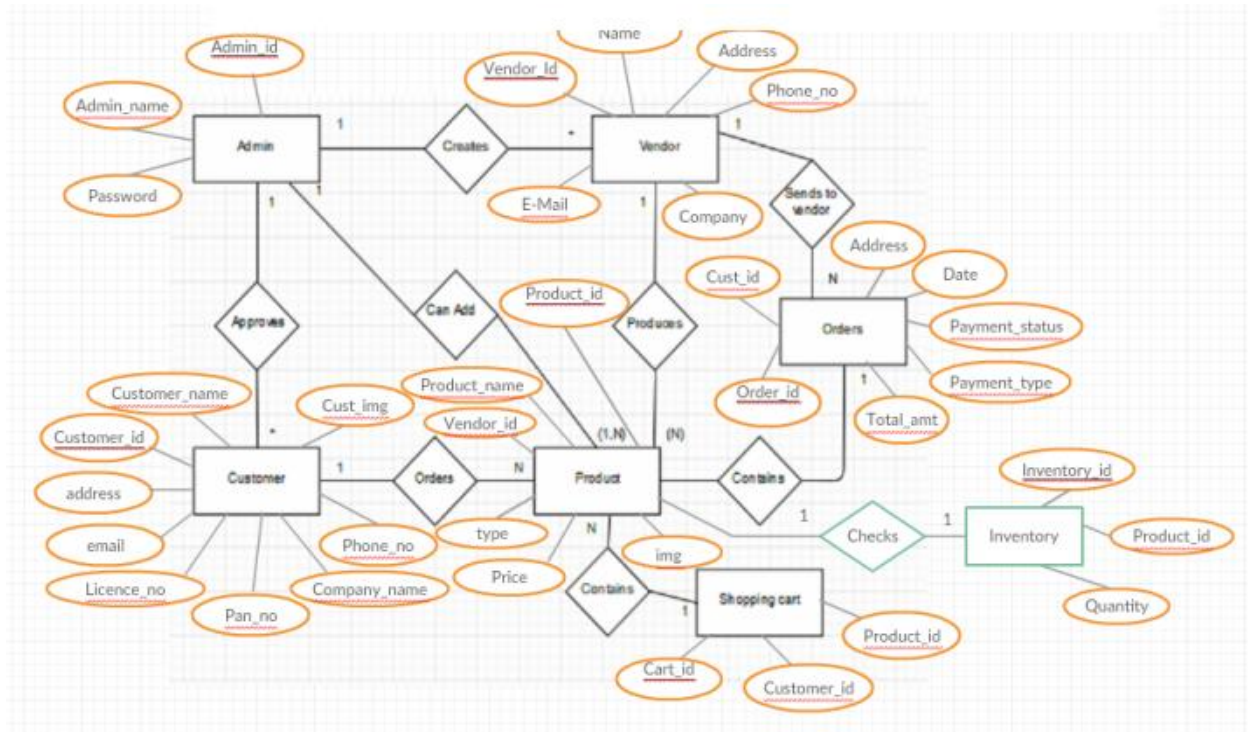 Name
Admin_id
Address
Vendor_Id
Phone_no
Admin_name
1
*
1
Admin
Creates
Vendor
Password
1
1
E-Mail
1
Company
Sends to
vendor
Address
N
Cust_id
Date
Product_id
Approves
Can Add
Produces
Orders
Payment_status
Product_name
Payment_type
Customer_name
Order_id
1
Cust_img
Total_amt
Vendor_id
*
(1,N)
(N)
Customer_id
1
N
Inventory_id
Customer
Orders
Product
Contains
address
1
1
type
N
Checks
Inventory
Product_id
email
Phone_no
img
Price
Licence_no
Company_name
Contains
1
Shopping cart
Quantity
Pan_no
Product_id
Cart_id
Customer_id